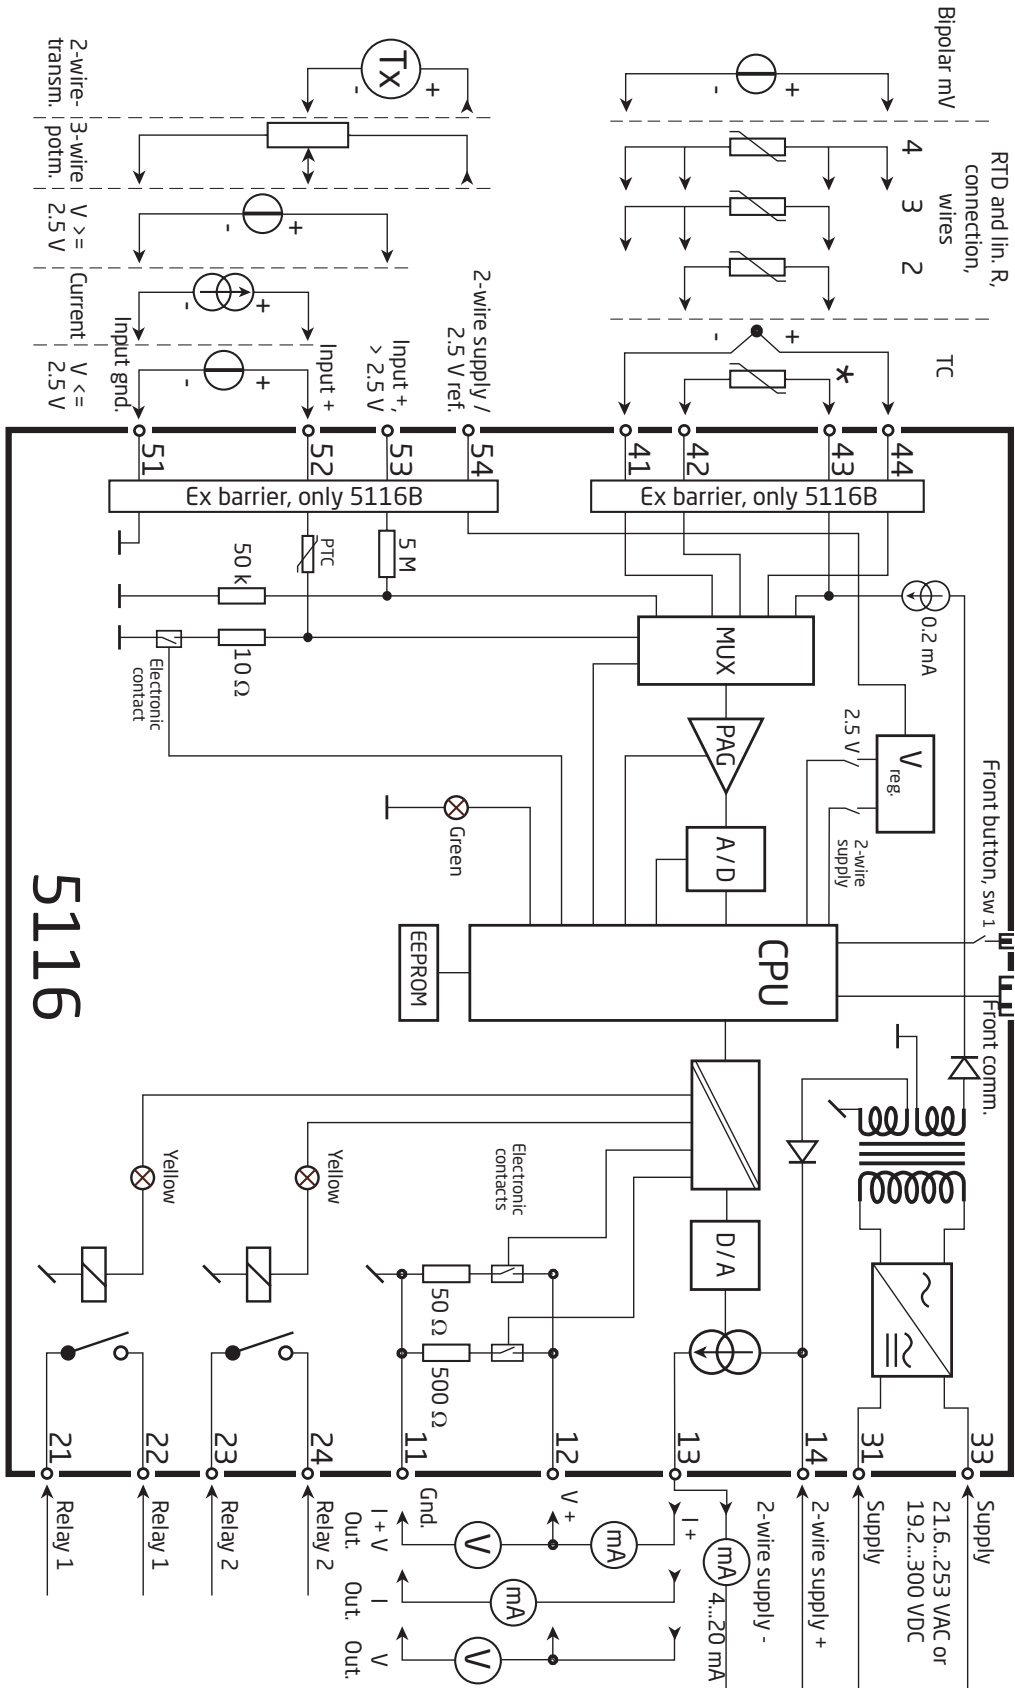 2-wire-
transm.
3-wire
potm.
V >=
2.5 V
Current
V <=
2.5 V
Tx
+
-
+
-
+
-
+
-
Input gnd.
Input +
Input +,
> 2.5 V
2-wire supply /
2.5 V ref.
Bipolar mV
+
-
RTD and lin. R,
connection,
wires
4
3
2
TC
+
-
*
51
52
53
54
41
42
43
44
Ex barrier, only 5116B
Ex barrier, only 5116B
PTC
5 M
50 k
10 Ω
Electronic
contact
MUX
0.2 mA
PAG
2.5 V
V
reg.
2-wire
supply
A/D
Green
Front button, sw 1
Front comm.
5116
EEPROM
CPU
Yellow
Yellow
Electronic
contacts
D/A
50 Ω
500 Ω
21
22
23
24
11
12
13
14
31
33
Relay 1
Relay 1
Relay 2
Relay 2
Gnd.
V +
I +
2-wire supply -
2-wire supply +
Supply
Supply
21.6...253 VAC or
19.2...300 VDC
mA
4...20 mA
V
mA
I + V
Out.
mA
I
Out.
V
V
Out.